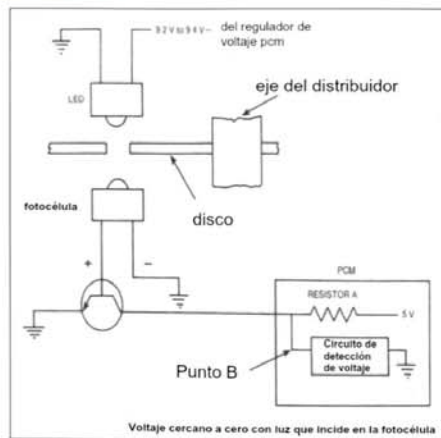 9.2 V to 9.4 V
del regulador de
voltaje pcm
LED
eje del distribuidor
disco
fotocélula
+
–
PCM
RESISTOR A
5 V
Circuito de
detección
de voltaje
Punto B
Voltaje cercano a cero con luz que incide en la fotocélula